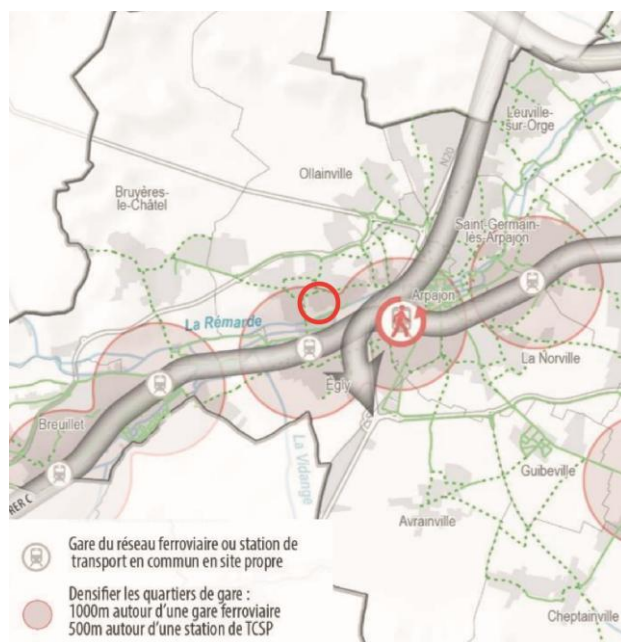 Leuville-
sur-Orge
N20
Ollainville
Bruyères-
le-Châtel
Saint-Germain-
lès-Arpajon
La Rémarde
Arpajon
La Norville
Égly
Breuillet
La Vidange
Guibeville
RER C
Avrainville
Cheptainville
Gare du réseau ferroviaire ou station de
transport en commun en site propre
Densifier les quartiers de gare :
1000m autour d'une gare ferroviaire
500m autour d'une station de TCSP